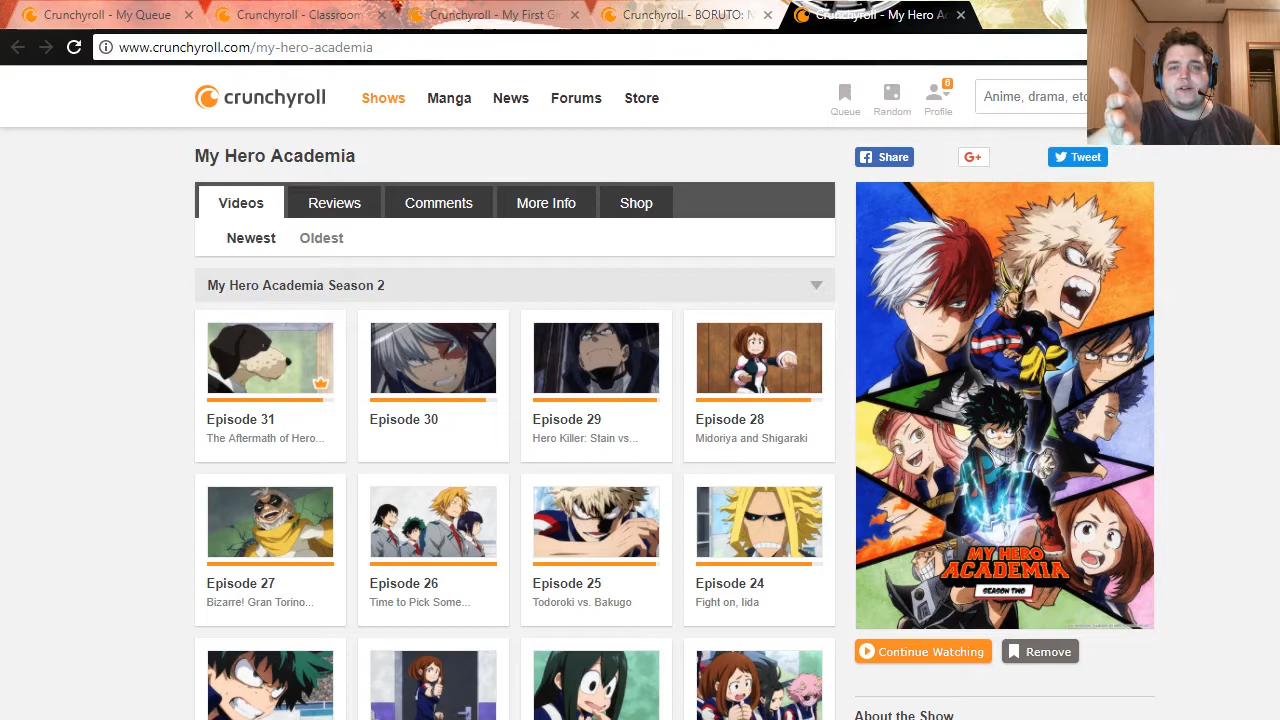 Crunchyroll - My Queue
Crunchyroll - Classroom
Crunchyroll - My First G
Crunchyroll - BORUTO: N
Crunchyroll - My Hero Ac
www.crunchyroll.com/my-hero-academia
crunchyroll
Shows
Manga
News
Forums
Store
Queue
Random
6
Profile
Anime, drama, etc
My Hero Academia
Share
G+
Tweet
Videos
Reviews
Comments
More Info
Shop
Newest
Oldest
My Hero Academia Season 2
Episode 31
The Aftermath of Hero...
Episode 30
Episode 29
Hero Killer: Stain vs...
Episode 28
Midoriya and Shigaraki
Episode 27
Bizarre! Gran Torino...
Episode 26
Time to Pick Some...
Episode 25
Todoroki vs. Bakugo
Episode 24
Fight on, Iida
MY HERO
ACADEMIA
SEASON TWO
Continue Watching
Remove
About the Show